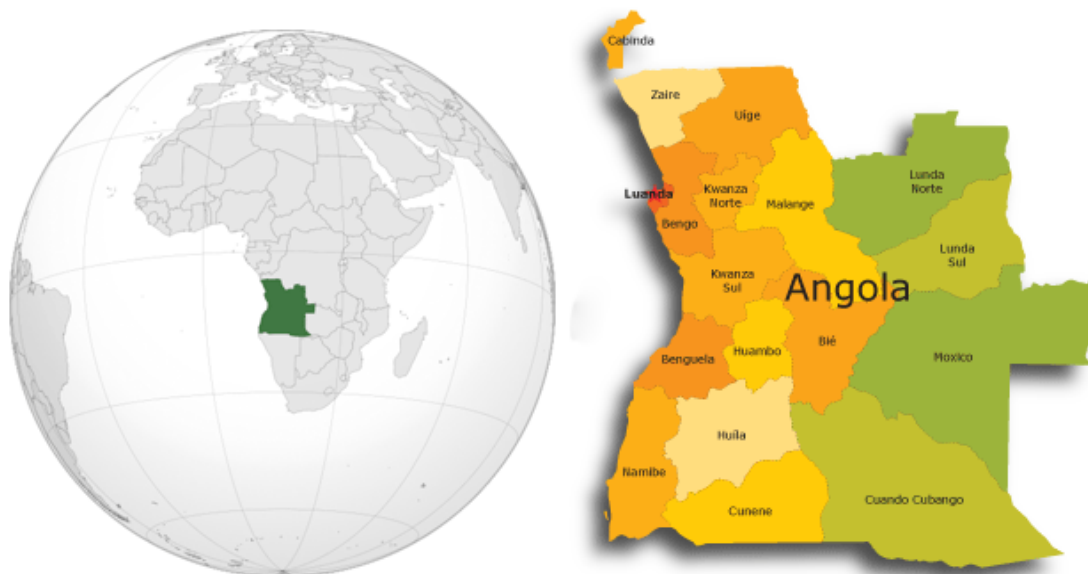 Cabinda
Zaire
Uíge
Luanda
Bengo
Kwanza
Norte
Malange
Lunda
Norte
Lunda
Sul
Kwanza
Sul
Angola
Benguela
Huambo
Bié
Moxico
Huíla
Namibe
Cunene
Cuando Cubango